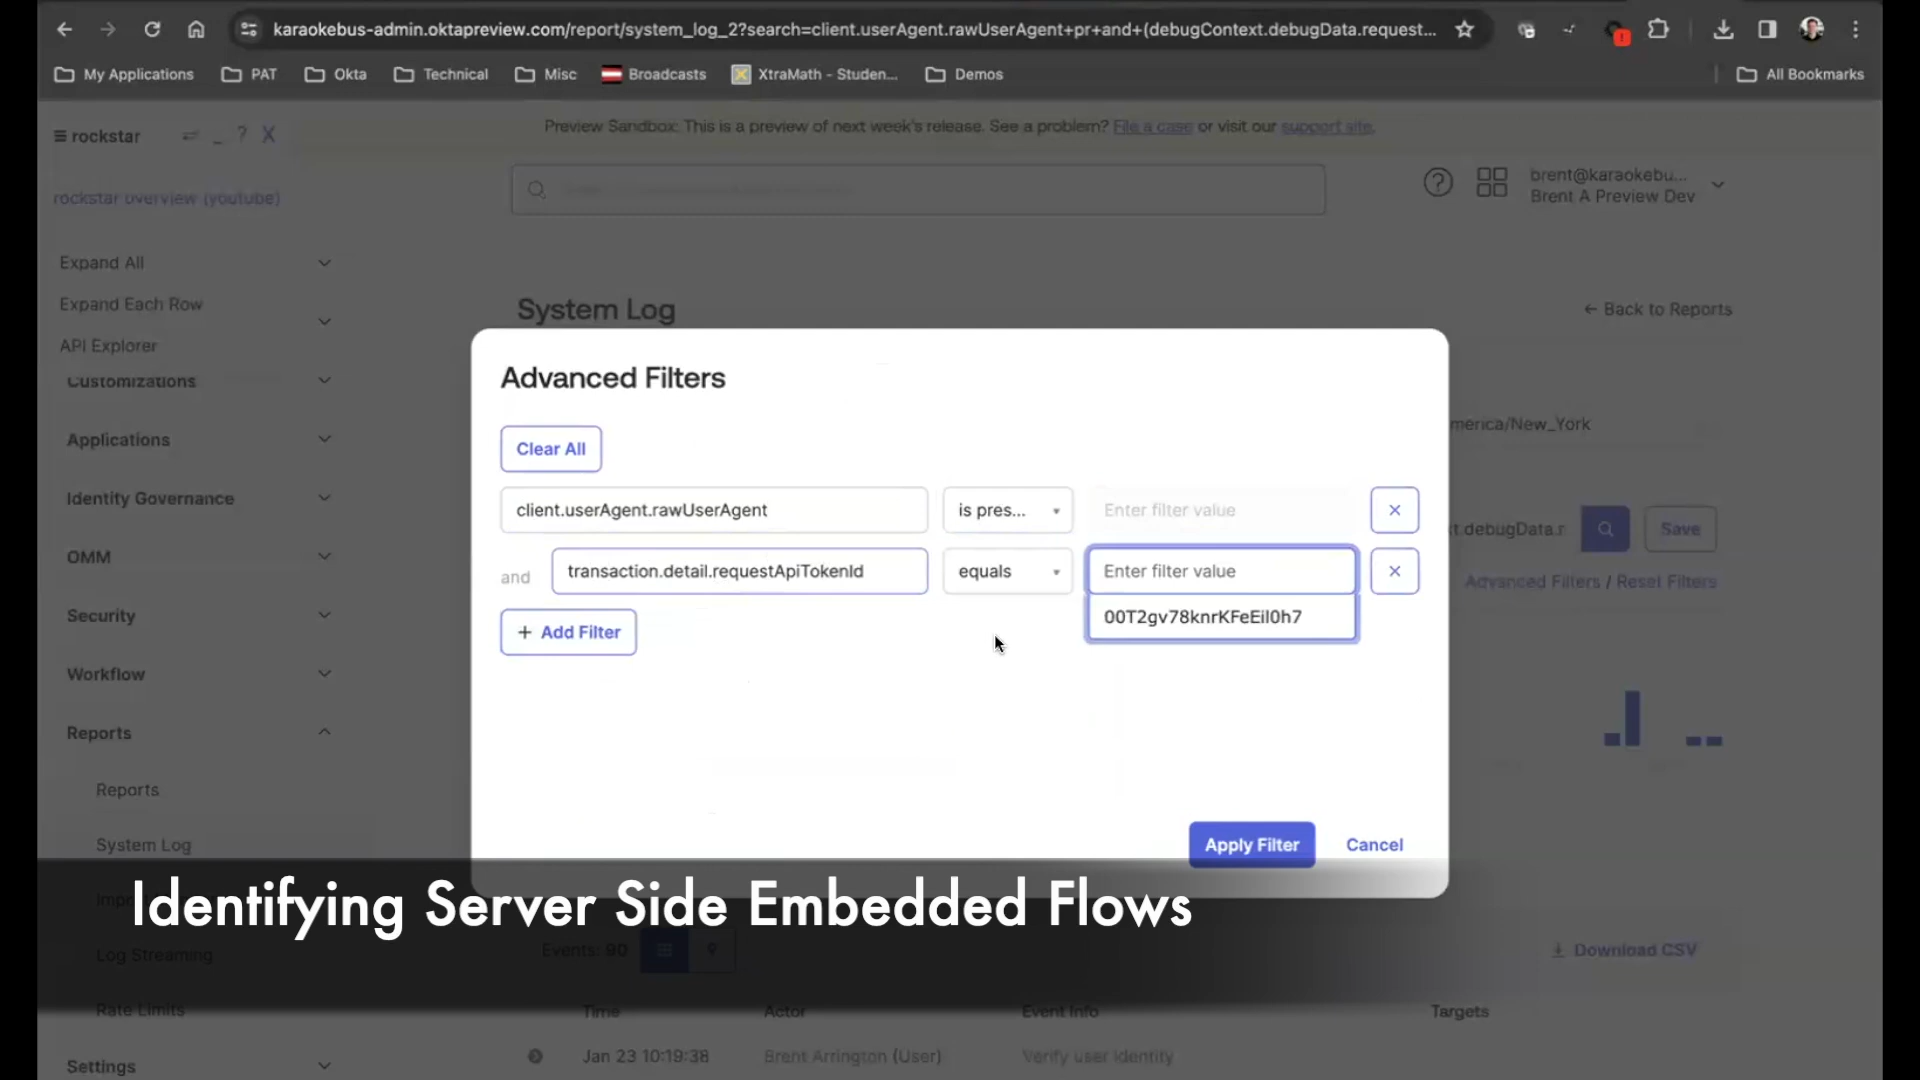 karaokebus-admin.oktapreview.com/report/system_log_2?search=client.userAgent.rawUserAgent+pr+and+(debugContext.debugData.request...
My Applications PAT Okta Technical Misc Broadcasts XtraMath - Studen... Demos All Bookmarks
rockstar ? X
Preview Sandbox: This is a preview of next week's release. See a problem? File a case or visit our support site.
rockstar overview (youtube)
brent@karaokebu...
Brent A Preview Dev
Expand All
Expand Each Row
API Explorer
System Log
← Back to Reports
Customizations
Applications
Identity Governance
OMM
Security
Workflow
Reports
Reports
System Log
Log Streaming
Rate Limits
Settings
merica/New_York
t.debugData.r Save
Advanced Filters / Reset Filters
Advanced Filters
Clear All
client.userAgent.rawUserAgent is pres... Enter filter value ×
and transaction.detail.requestApiTokenId equals Enter filter value ×
00T2gv78knrKFeEil0h7
+ Add Filter
Apply Filter Cancel
Identifying Server Side Embedded Flows
Events: 90
Download CSV
Time Actor Event Info Targets
Jan 23 10:19:38 Brent Arrington (User) Verify user identity